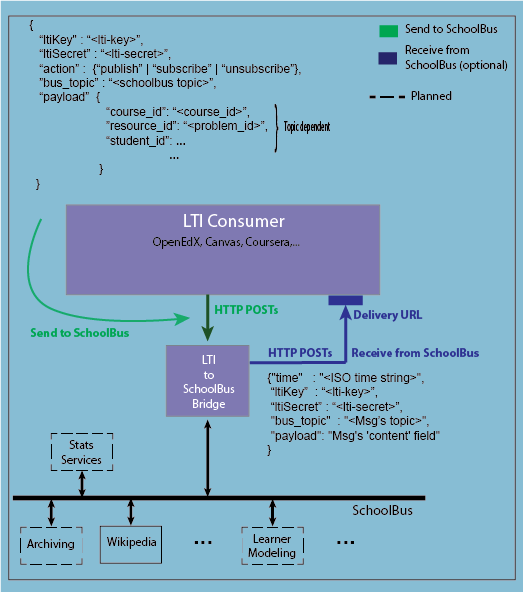 {
"ltiKey" : "<lti-key>",
"ltiSecret" : "<lti-secret>",
"action" : {"publish" | "subscribe" | "unsubscribe"},
"bus_topic" : "<schoolbus topic>",
"payload" {
"course_id": "<course_id>",
"resource_id": "<problem_id>",
"student_id": ...
...
}
}
Topic dependent
Send to SchoolBus
Receive from
SchoolBus (optional)
Planned
LTI Consumer
OpenEdX, Canvas, Coursera,...
HTTP POSTs
Delivery URL
Send to SchoolBus
LTI
to
SchoolBus
Bridge
HTTP POSTs
Receive from SchoolBus
{"time" : "<ISO time string>",
"ltiKey" : "<lti-key>",
"ltiSecret" : "<lti-secret>",
"bus_topic" : "<Msg's topic>",
"payload": "Msg's 'content' field"
}
Stats
Services
SchoolBus
Archiving
Wikipedia
...
Learner
Modeling
...